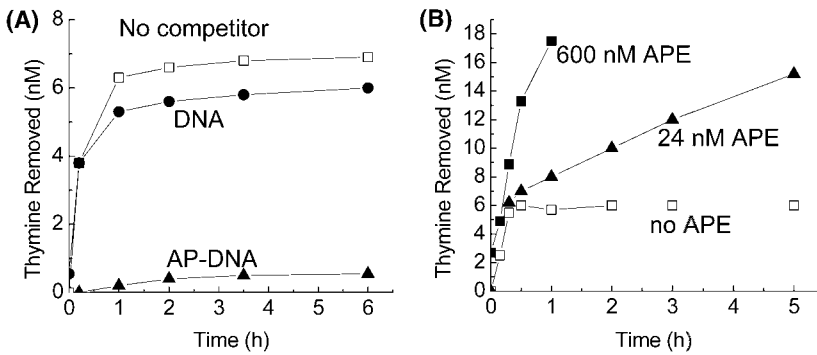 (A)
No competitor
DNA
AP-DNA
Thymine Removed (nM)
8
6
4
2
0
0 1 2 3 4 5 6
Time (h)
(B)
600 nM APE
24 nM APE
no APE
Thymine Removed (nM)
18
16
14
12
10
8
6
4
2
0
0 1 2 3 4 5
Time (h)